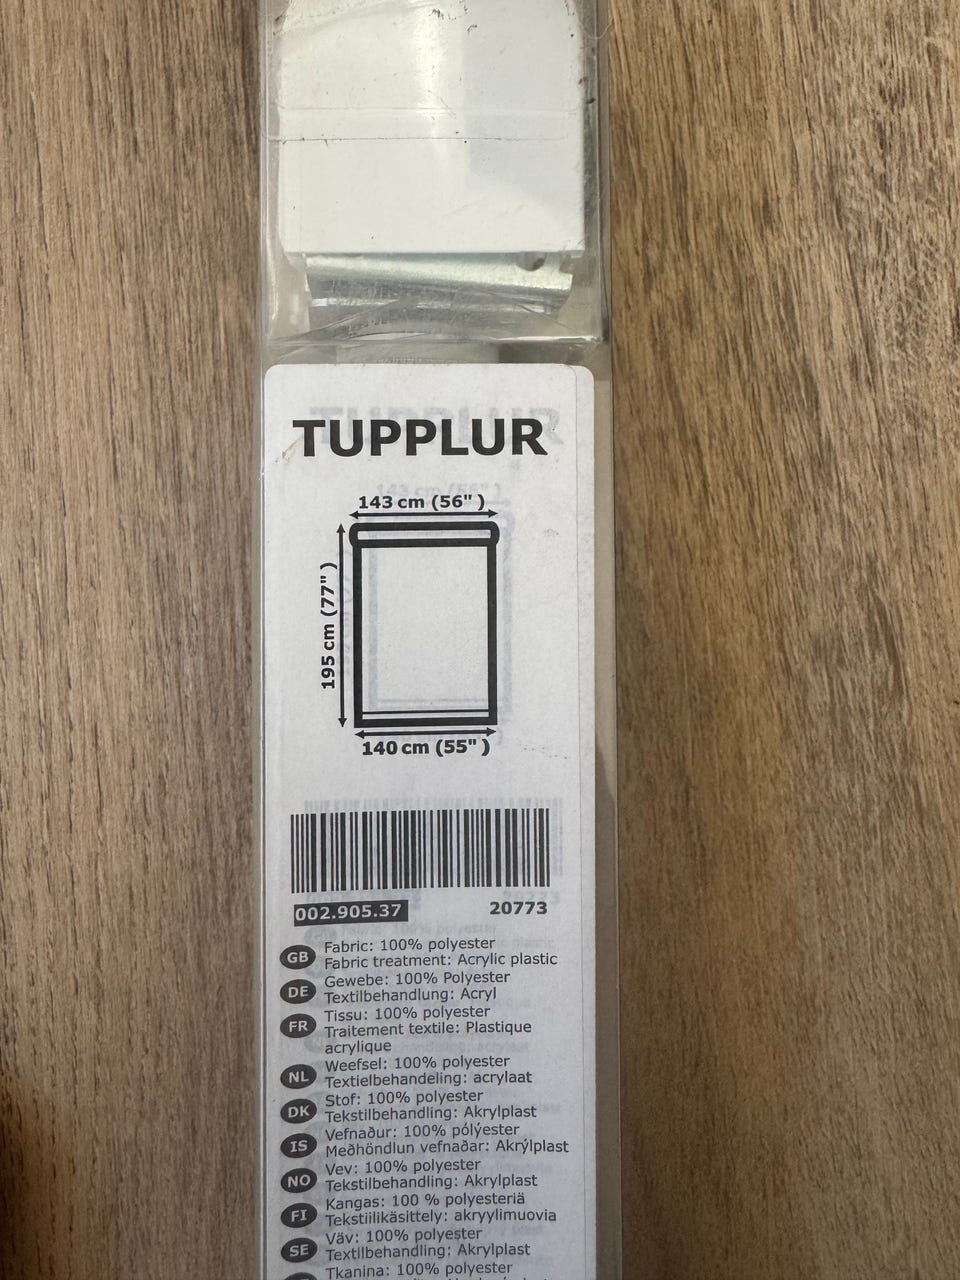 TUPPLUR
143 cm (56" )
195 cm (77" )
140 cm (55" )
002.905.37 20773
GB Fabric: 100% polyester
Fabric treatment: Acrylic plastic
DE Gewebe: 100% Polyester
Textilbehandlung: Acryl
FR Tissu: 100% polyester
Traitement textile: Plastique
acrylique
NL Weefsel: 100% polyester
Textielbehandeling: acrylaat
DK Stof: 100% polyester
Tekstilbehandling: Akrylplast
IS Vefnaður: 100% pólýester
Meðhöndlun vefnaðar: Akrýlplast
NO Vev: 100% polyester
Tekstilbehandling: Akrylplast
FI Kangas: 100 % polyesteriä
Tekstiilikäsittely: akryylimuovia
SE Väv: 100% polyester
Textilbehandling: Akrylplast
Tkanina: 100% polyester